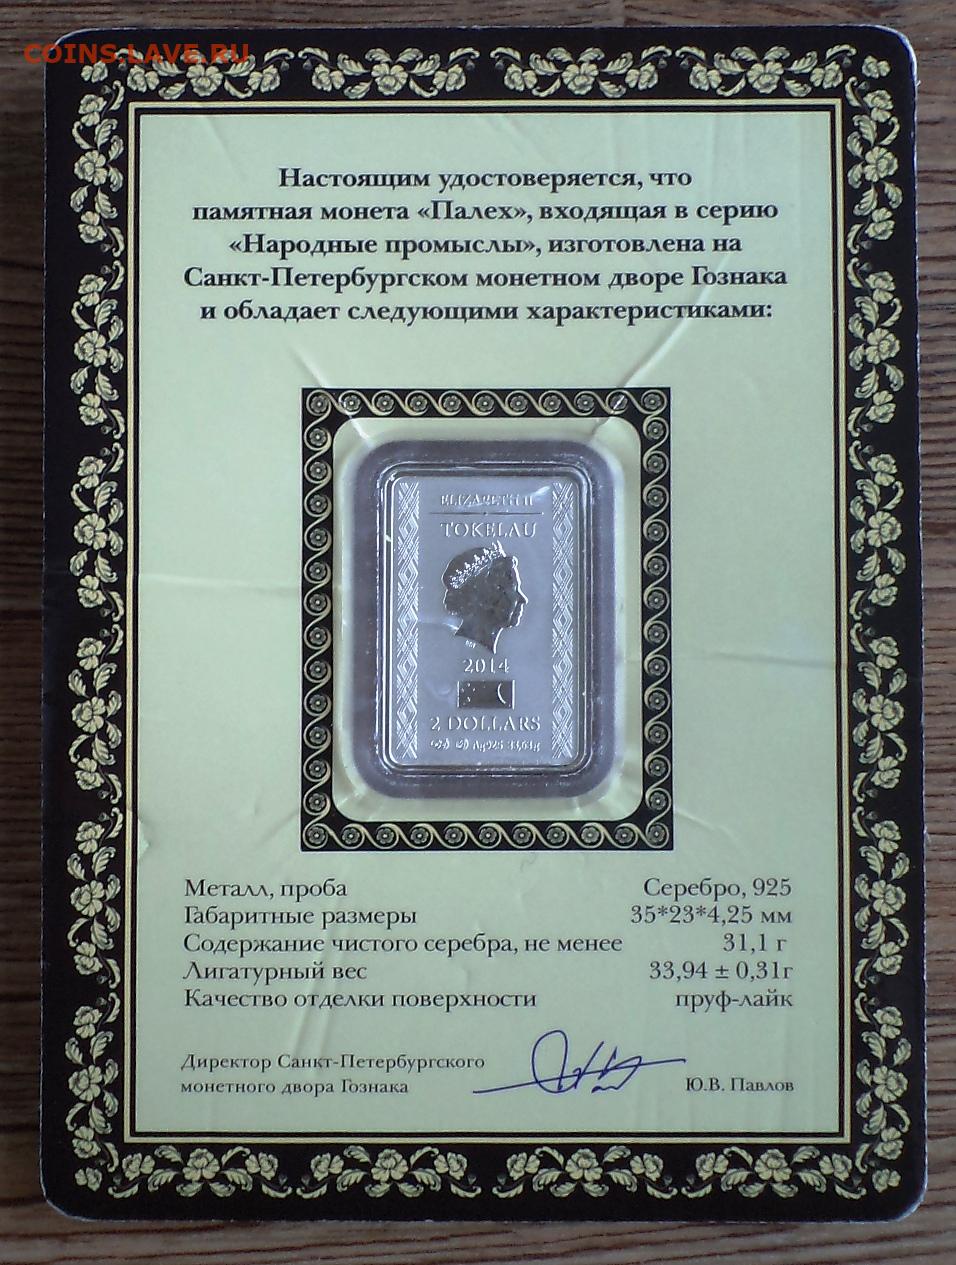 COINS.LAVE.RU
Настоящим удостоверяется, что
памятная монета «Палех», входящая в серию
«Народные промыслы», изготовлена на
Санкт-Петербургском монетном дворе Гознака
и обладает следующими характеристиками:
ELIZABETH II
TOKELAU
2014
2 DOLLARS
Ag925 33,63g
Металл, проба Серебро, 925
Габаритные размеры 35*23*4,25 мм
Содержание чистого серебра, не менее 31,1 г
Лигатурный вес 33,94 ± 0,31г
Качество отделки поверхности пруф-лайк
Директор Санкт-Петербургского
монетного двора Гознака Ю.В. Павлов